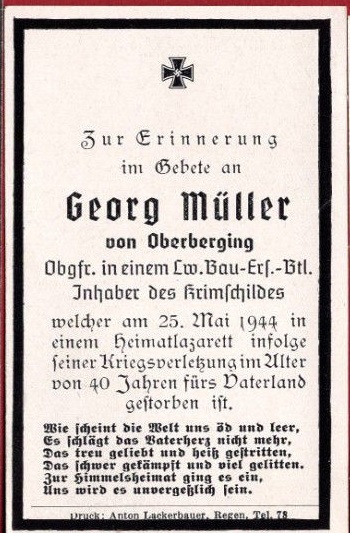 Zur Erinnerung
im Gebete an
Georg Müller
von Oberberging
Obgfr. in einem Lw.Bau-Ers.-Btl.
Inhaber des Krimschildes
welcher am 25. Mai 1944 in
einem Heimatlazarett infolge
seiner Kriegsverletzung im Alter
von 40 Jahren fürs Vaterland
gestorben ist.
Wie scheint die Welt uns öd und leer,
Es schlägt das Vaterherz nicht mehr,
Das treu geliebt und heiß gestritten,
Das schwer gekämpft und viel gelitten.
Zur Himmelsheimat ging es ein,
Uns wird es unvergeßlich sein.
Druck: Anton Lackerbauer, Regen, Tel. 78